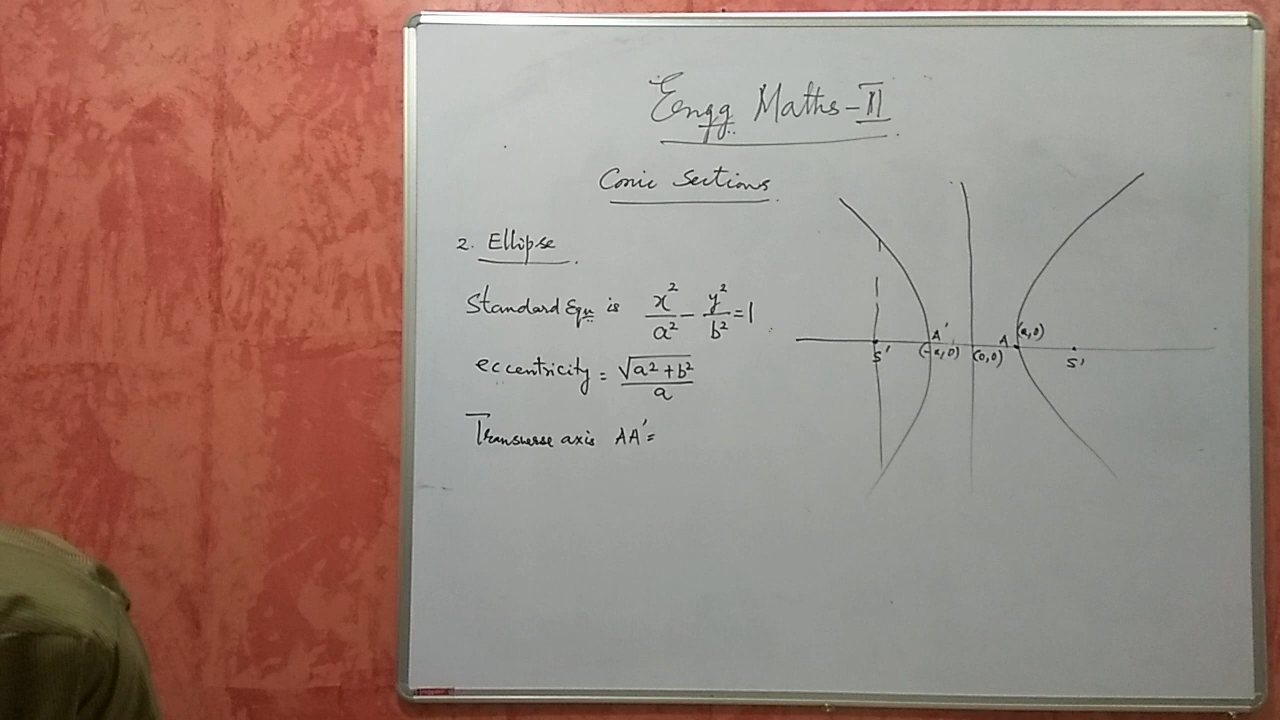 Engg Maths-II
Conic Sections
2. Ellipse
Standard Equ is x²/a² - y²/b² = 1
eccentricity = √a²+b²/a
Transverse axis AA' =
A' A (a,0)
S' (-a,0) (0,0) S'